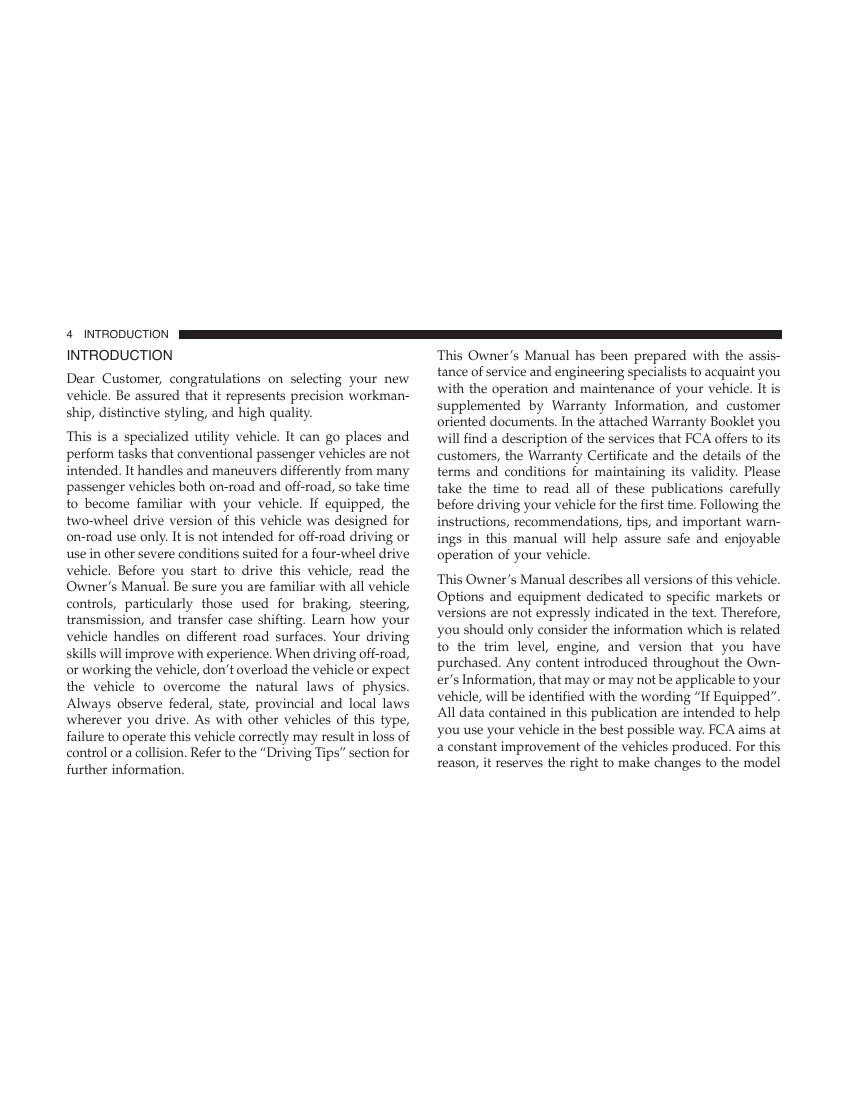 4 INTRODUCTION
INTRODUCTION
Dear Customer, congratulations on selecting your new
vehicle. Be assured that it represents precision workman-
ship, distinctive styling, and high quality.
This is a specialized utility vehicle. It can go places and
perform tasks that conventional passenger vehicles are not
intended. It handles and maneuvers differently from many
passenger vehicles both on-road and off-road, so take time
to become familiar with your vehicle. If equipped, the
two-wheel drive version of this vehicle was designed for
on-road use only. It is not intended for off-road driving or
use in other severe conditions suited for a four-wheel drive
vehicle. Before you start to drive this vehicle, read the
Owner’s Manual. Be sure you are familiar with all vehicle
controls, particularly those used for braking, steering,
transmission, and transfer case shifting. Learn how your
vehicle handles on different road surfaces. Your driving
skills will improve with experience. When driving off-road,
or working the vehicle, don’t overload the vehicle or expect
the vehicle to overcome the natural laws of physics.
Always observe federal, state, provincial and local laws
wherever you drive. As with other vehicles of this type,
failure to operate this vehicle correctly may result in loss of
control or a collision. Refer to the “Driving Tips” section for
further information.
This Owner’s Manual has been prepared with the assis-
tance of service and engineering specialists to acquaint you
with the operation and maintenance of your vehicle. It is
supplemented by Warranty Information, and customer
oriented documents. In the attached Warranty Booklet you
will find a description of the services that FCA offers to its
customers, the Warranty Certificate and the details of the
terms and conditions for maintaining its validity. Please
take the time to read all of these publications carefully
before driving your vehicle for the first time. Following the
instructions, recommendations, tips, and important warn-
ings in this manual will help assure safe and enjoyable
operation of your vehicle.
This Owner’s Manual describes all versions of this vehicle.
Options and equipment dedicated to specific markets or
versions are not expressly indicated in the text. Therefore,
you should only consider the information which is related
to the trim level, engine, and version that you have
purchased. Any content introduced throughout the Own-
er’s Information, that may or may not be applicable to your
vehicle, will be identified with the wording “If Equipped”.
All data contained in this publication are intended to help
you use your vehicle in the best possible way. FCA aims at
a constant improvement of the vehicles produced. For this
reason, it reserves the right to make changes to the model